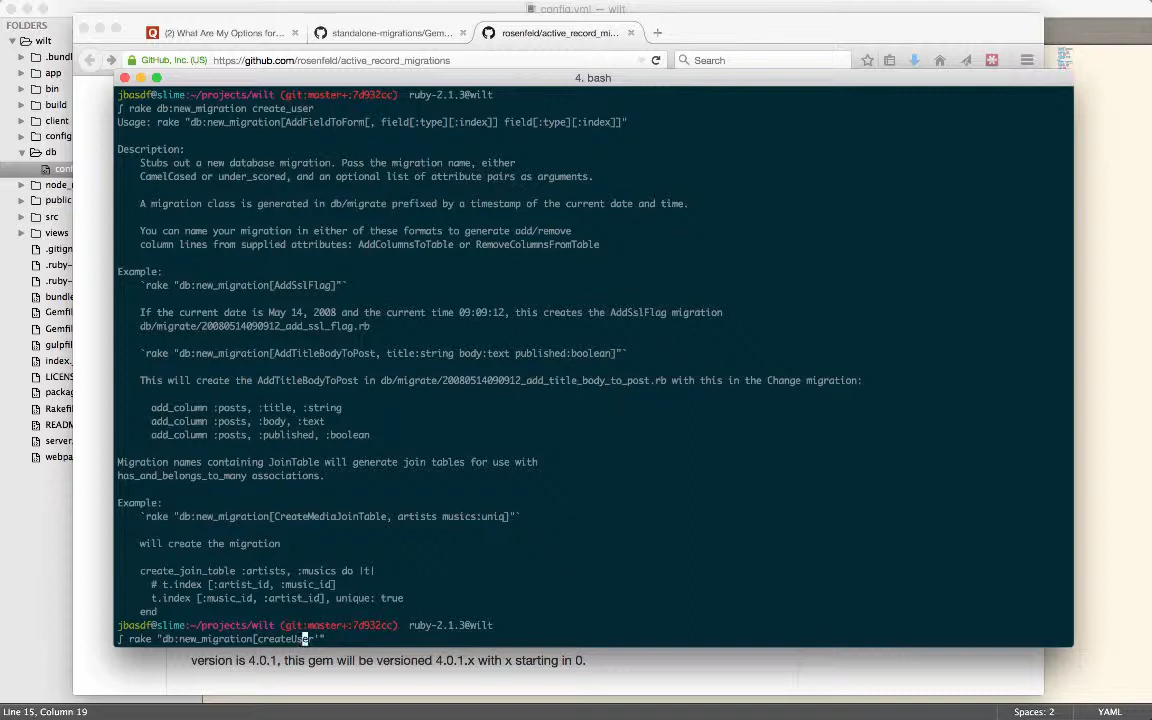 config.yml — wilt
FOLDERS
wilt
.bundl
app
bin
build
client
config
db
conf
node_r
public
src
views
.gitign
.ruby-
.ruby-
bundle
Gemfil
Gemfil
gulpfil
index.
LICEN
packag
Rakefi
READM
server.
webpa
(2) What Are My Options for...
standalone-migrations/Gem...
rosenfeld/active_record_mi...
GitHub, Inc. (US)
https://github.com/rosenfeld/active_record_migrations
Search
4. bash
jbasdf@slime:~/projects/wilt (git:master+:7d932cc) ruby-2.1.3@wilt
∫ rake db:new_migration create_user
Usage: rake "db:new_migration[AddFieldToForm[, field[:type][:index]] field[:type][:index]]"
Description:
Stubs out a new database migration. Pass the migration name, either
CamelCased or under_scored, and an optional list of attribute pairs as arguments.
A migration class is generated in db/migrate prefixed by a timestamp of the current date and time.
You can name your migration in either of these formats to generate add/remove
column lines from supplied attributes: AddColumnsToTable or RemoveColumnsFromTable
Example:
`rake "db:new_migration[AddSslFlag]"`
If the current date is May 14, 2008 and the current time 09:09:12, this creates the AddSslFlag migration
db/migrate/20080514090912_add_ssl_flag.rb
`rake "db:new_migration[AddTitleBodyToPost, title:string body:text published:boolean]"`
This will create the AddTitleBodyToPost in db/migrate/20080514090912_add_title_body_to_post.rb with this in the Change migration:
add_column :posts, :title, :string
add_column :posts, :body, :text
add_column :posts, :published, :boolean
Migration names containing JoinTable will generate join tables for use with
has_and_belongs_to_many associations.
Example:
`rake "db:new_migration[CreateMediaJoinTable, artists musics:uniq]"`
will create the migration
create_join_table :artists, :musics do |t|
# t.index [:artist_id, :music_id]
t.index [:music_id, :artist_id], unique: true
end
jbasdf@slime:~/projects/wilt (git:master+:7d932cc) ruby-2.1.3@wilt
∫ rake "db:new_migration[createUser'"
version is 4.0.1, this gem will be versioned 4.0.1.x with x starting in 0.
Line 15, Column 19
Spaces: 2
YAML